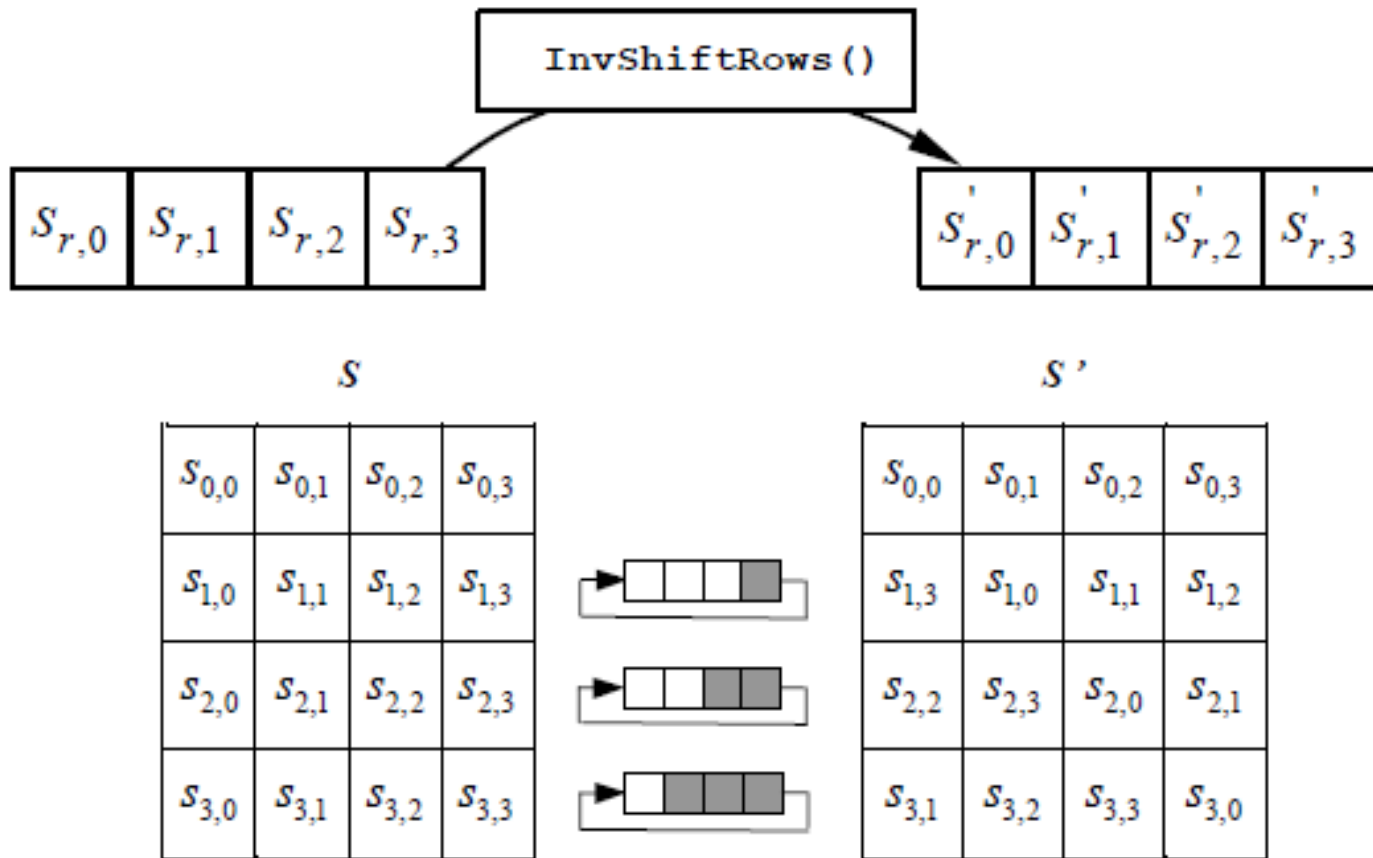 InvShiftRows()
S_{r,0} S_{r,1} S_{r,2} S_{r,3} S'_{r,0} S'_{r,1} S'_{r,2} S'_{r,3}
S S’
S_{0,0} s_{0,1} s_{0,2} s_{0,3} S_{0,0} s_{0,1} s_{0,2} s_{0,3}
s_{1,0} s_{1,1} s_{1,2} s_{1,3} s_{1,3} s_{1,0} s_{1,1} s_{1,2}
s_{2,0} s_{2,1} s_{2,2} s_{2,3} s_{2,2} s_{2,3} s_{2,0} s_{2,1}
s_{3,0} s_{3,1} s_{3,2} s_{3,3} s_{3,1} s_{3,2} s_{3,3} s_{3,0}